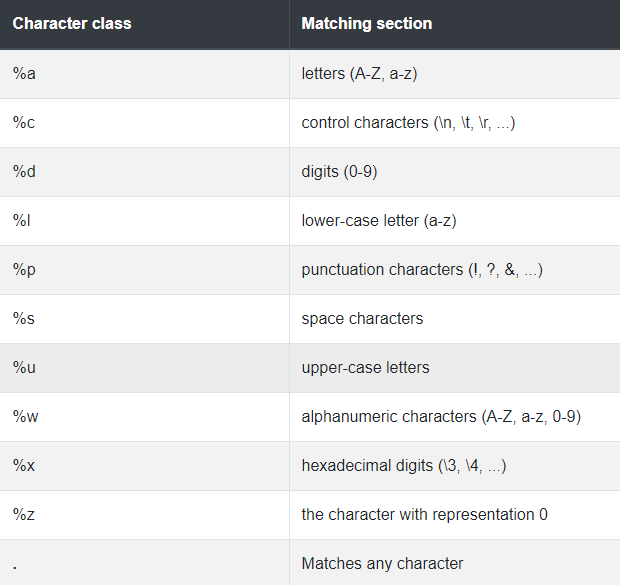 Character class Matching section
%a letters (A-Z, a-z)
%c control characters (\n, \t, \r, ...)
%d digits (0-9)
%l lower-case letter (a-z)
%p punctuation characters (!, ?, &, ...)
%s space characters
%u upper-case letters
%w alphanumeric characters (A-Z, a-z, 0-9)
%x hexadecimal digits (\3, \4, ...)
%z the character with representation 0
. Matches any character